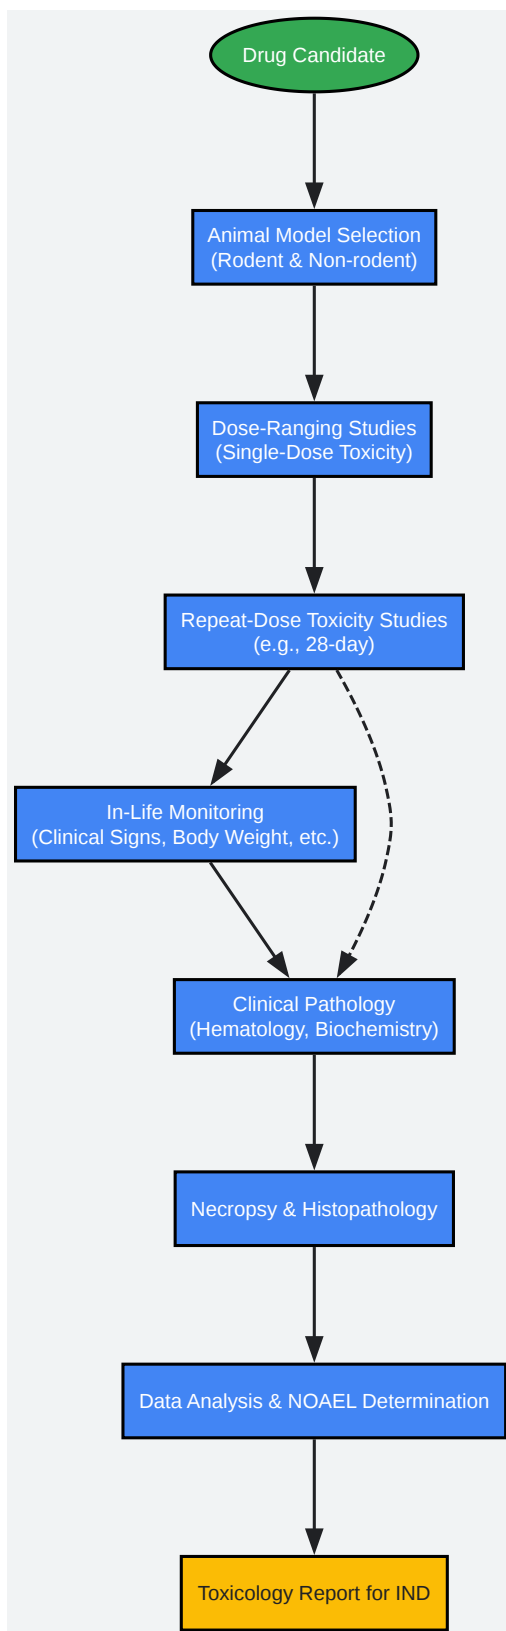 Drug Candidate
Animal Model Selection
(Rodent & Non-rodent)
Dose-Ranging Studies
(Single-Dose Toxicity)
Repeat-Dose Toxicity Studies
(e.g., 28-day)
In-Life Monitoring
(Clinical Signs, Body Weight, etc.)
Clinical Pathology
(Hematology, Biochemistry)
Necropsy & Histopathology
Data Analysis & NOAEL Determination
Toxicology Report for IND